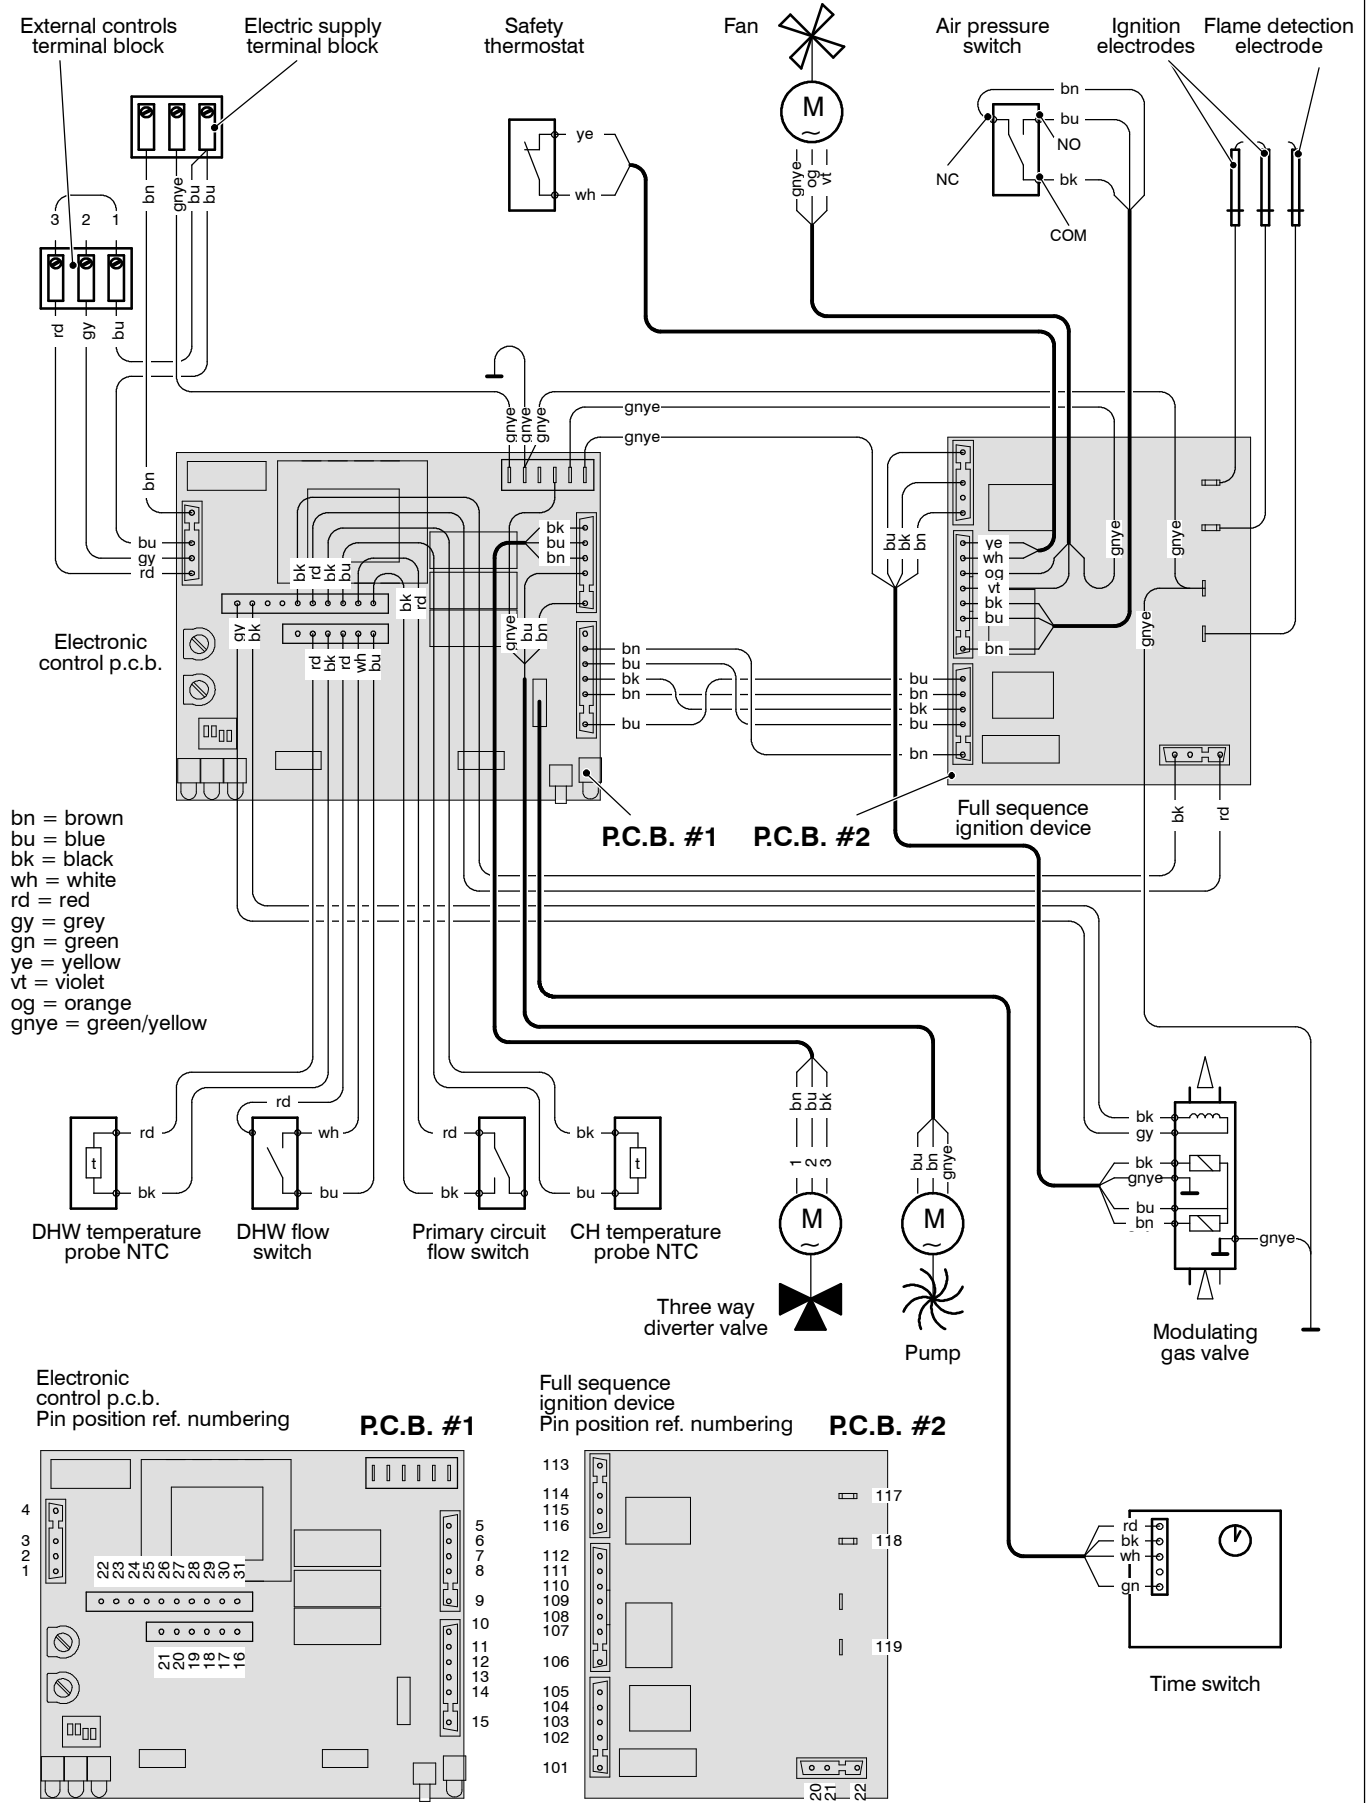 External controls
terminal block
Electric supply
terminal block
Safety
thermostat
Fan
Air pressure
switch
Ignition
electrodes
Flame detection
electrode
M
~
bn
bu
NO
NC
bk
COM
ye
wh
gnye
og
vt
bn
gnye
bu
bu
3
2
1
rd
gy
bu
gnye
gnye
gnye
gnye
gnye
bn
bu
gy
rd
bk
bu
bn
bk
rd
bk
bu
bk
rd
gy
bk
rd
bk
rd
wh
bu
gnye
bu
bn
bu
bk
bn
ye
wh
og
vt
bk
bu
bn
gnye
gnye
gnye
Electronic
control p.c.b.
bn
bu
bk
bn
bu
bu
bn
bk
bu
bn
bk
rd
P.C.B. #1
P.C.B. #2
Full sequence
ignition device
bn = brown
bu = blue
bk = black
wh = white
rd = red
gy = grey
gn = green
ye = yellow
vt = violet
og = orange
gnye = green/yellow
rd
rd
bk
t
wh
bu
rd
bk
bk
bu
t
bn
bu
bk
1
2
3
M
~
bu
bn
gnye
M
~
bk
gy
bk
gnye
bu
bn
gnye
DHW temperature
probe NTC
DHW flow
switch
Primary circuit
flow switch
CH temperature
probe NTC
Three way
diverter valve
Pump
Modulating
gas valve
Electronic
control p.c.b.
Pin position ref. numbering
P.C.B. #1
Full sequence
ignition device
Pin position ref. numbering
P.C.B. #2
4
3
2
1
22
23
24
25
26
27
28
29
30
31
21
20
19
18
17
16
5
6
7
8
9
10
11
12
13
14
15
113
114
115
116
112
111
110
109
108
107
106
105
104
103
102
101
117
118
119
20
21
22
rd
bk
wh
gn
Time switch